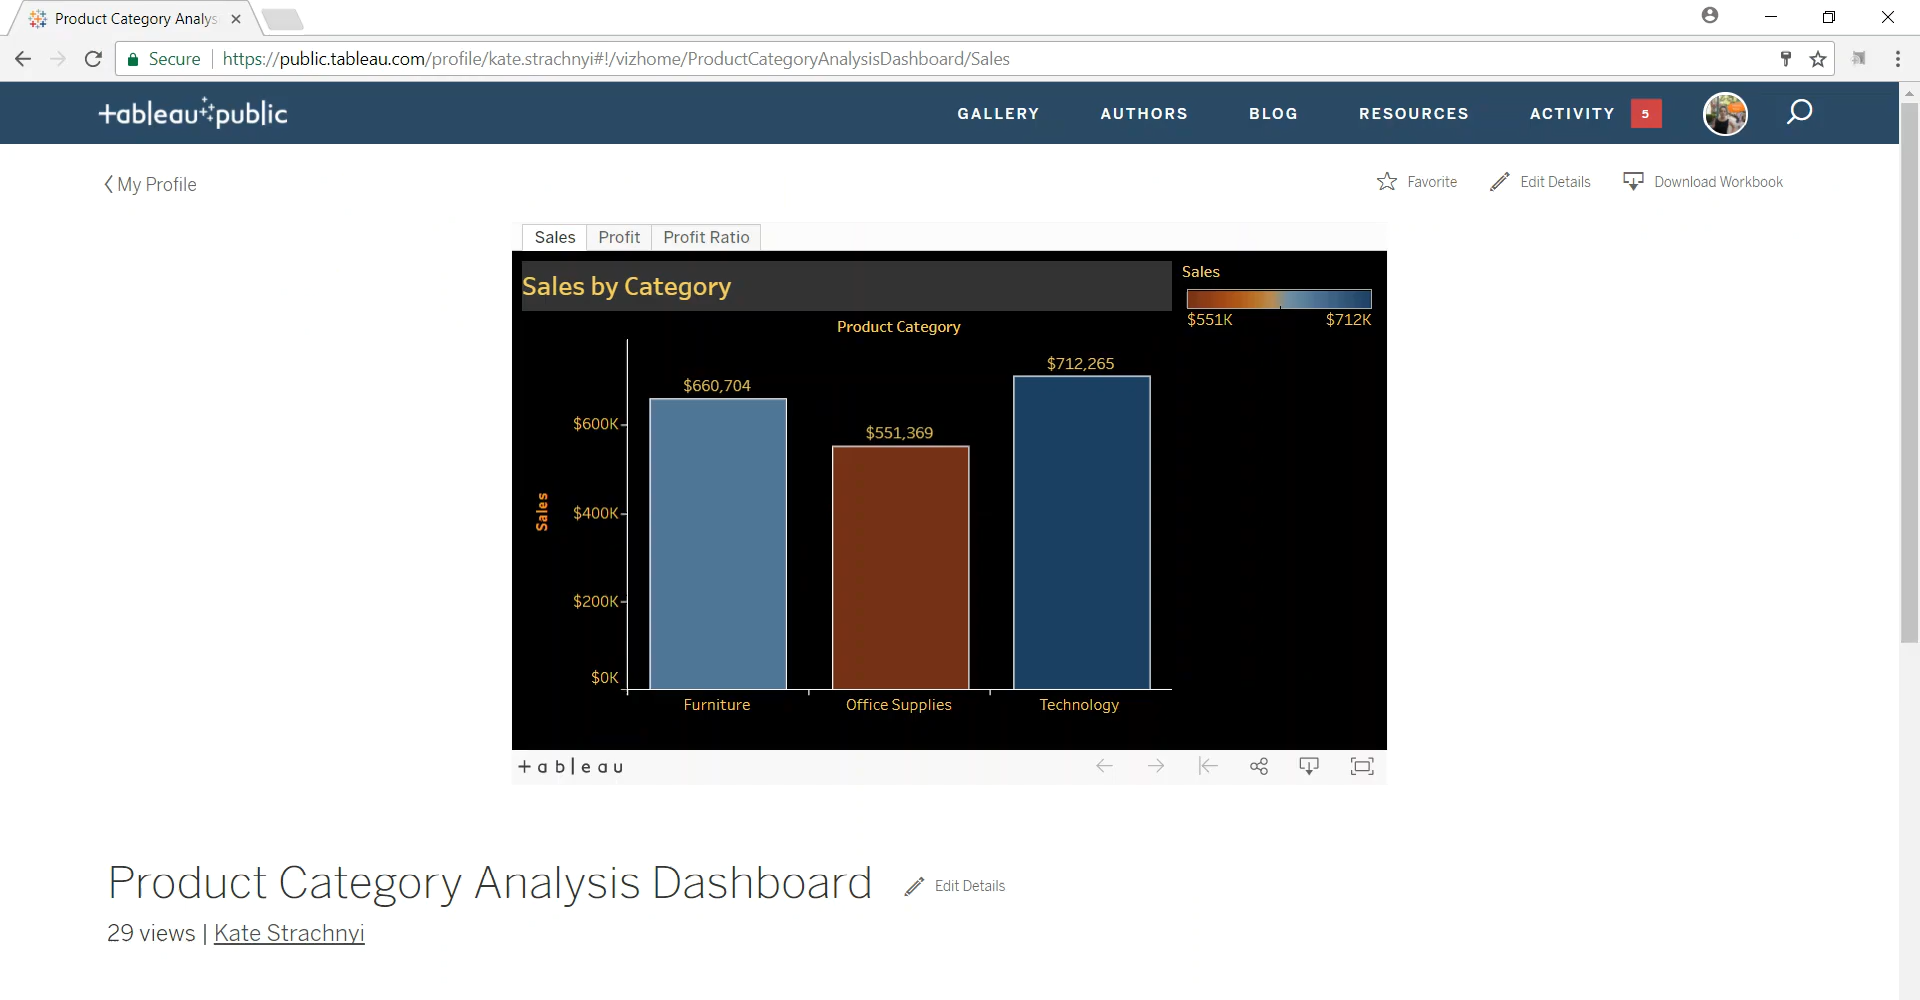 Product Category Analys
Secure https://public.tableau.com/profile/kate.strachnyi#!/vizhome/ProductCategoryAnalysisDashboard/Sales
+ableau public GALLERY AUTHORS BLOG RESOURCES ACTIVITY 5
My Profile Favorite Edit Details Download Workbook
Sales Profit Profit Ratio
Sales by Category
Sales
$551K $712K
Product Category
$712,265
$660,704
$551,369
$600K
$400K
$200K
$0K
Sales
Furniture Office Supplies Technology
+ a b l e a u
Product Category Analysis Dashboard Edit Details
29 views | Kate Strachnyi